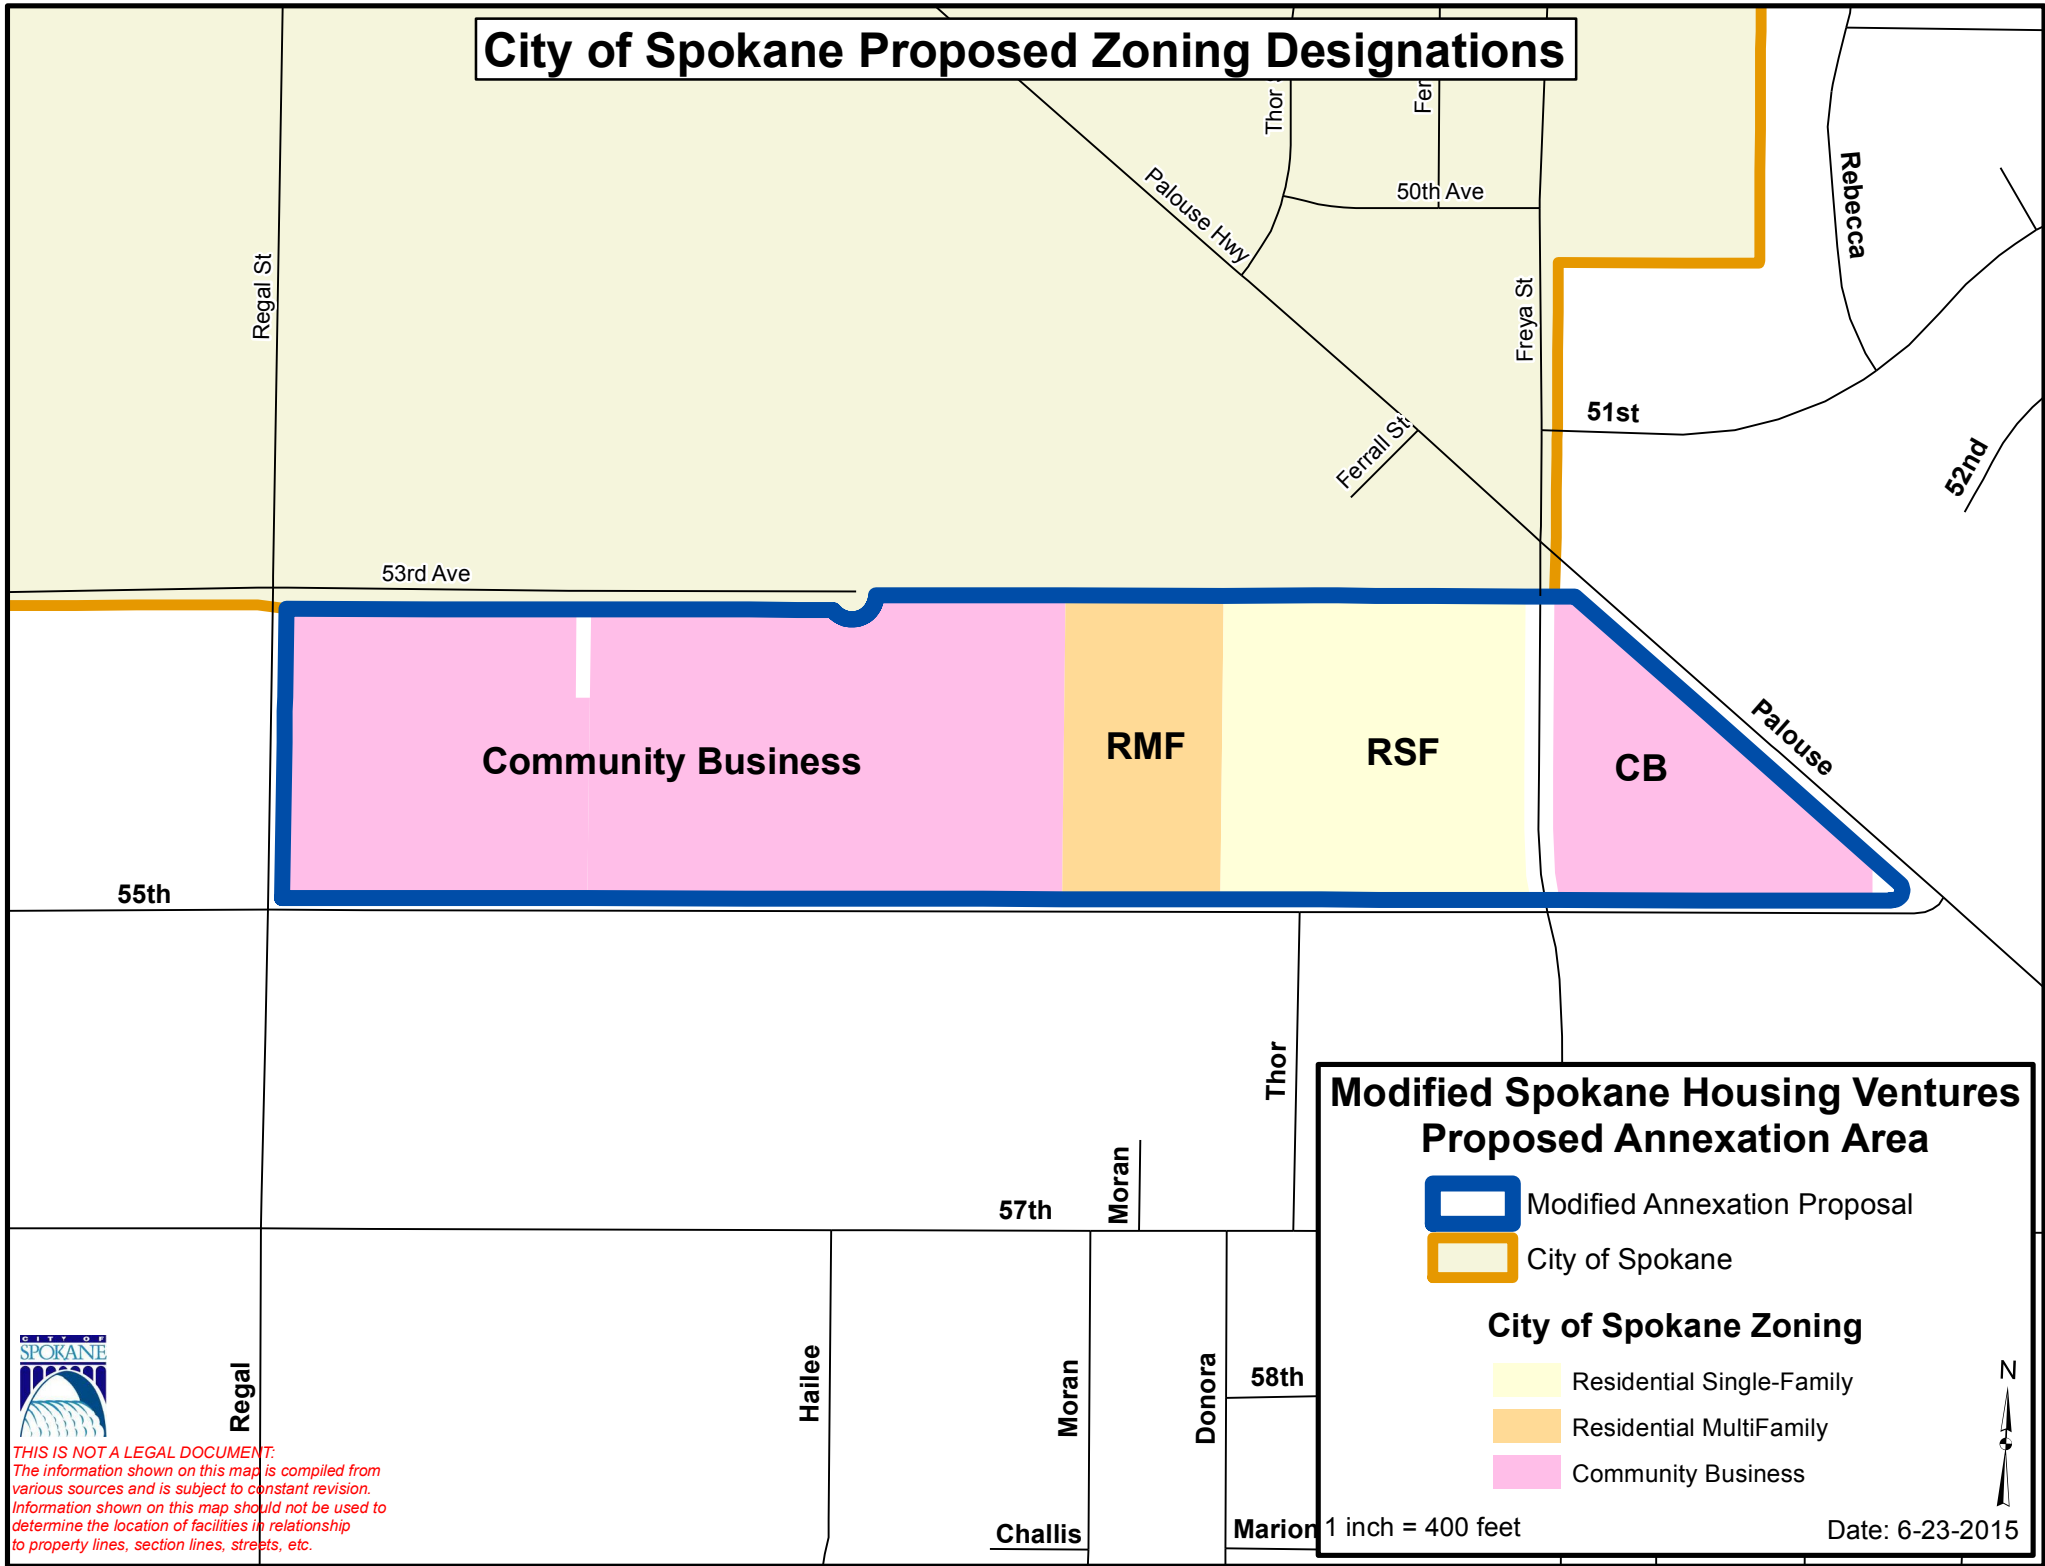 City of Spokane Proposed Zoning Designations
Thor
Fer
Rebecca
50th Ave
Palouse Hwy
Regal St
Freya St
51st
Ferrall St
52nd
53rd Ave
Community Business
RMF
RSF
CB
Palouse
55th
Thor
Moran
57th
Modified Spokane Housing Ventures
Proposed Annexation Area
Modified Annexation Proposal
City of Spokane
City of Spokane Zoning
Residential Single-Family
Residential MultiFamily
Community Business
N
1 inch = 400 feet
Date: 6-23-2015
CITY OF
SPOKANE
Regal
Hailee
Moran
Donora
58th
Challis
Marion
THIS IS NOT A LEGAL DOCUMENT:
The information shown on this map is compiled from
various sources and is subject to constant revision.
Information shown on this map should not be used to
determine the location of facilities in relationship
to property lines, section lines, streets, etc.